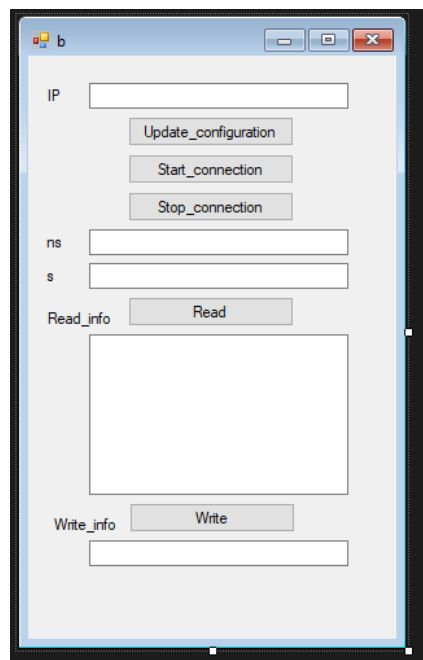 b
IP
Update_configuration
Start_connection
Stop_connection
ns
s
Read_info Read
Write_info Write